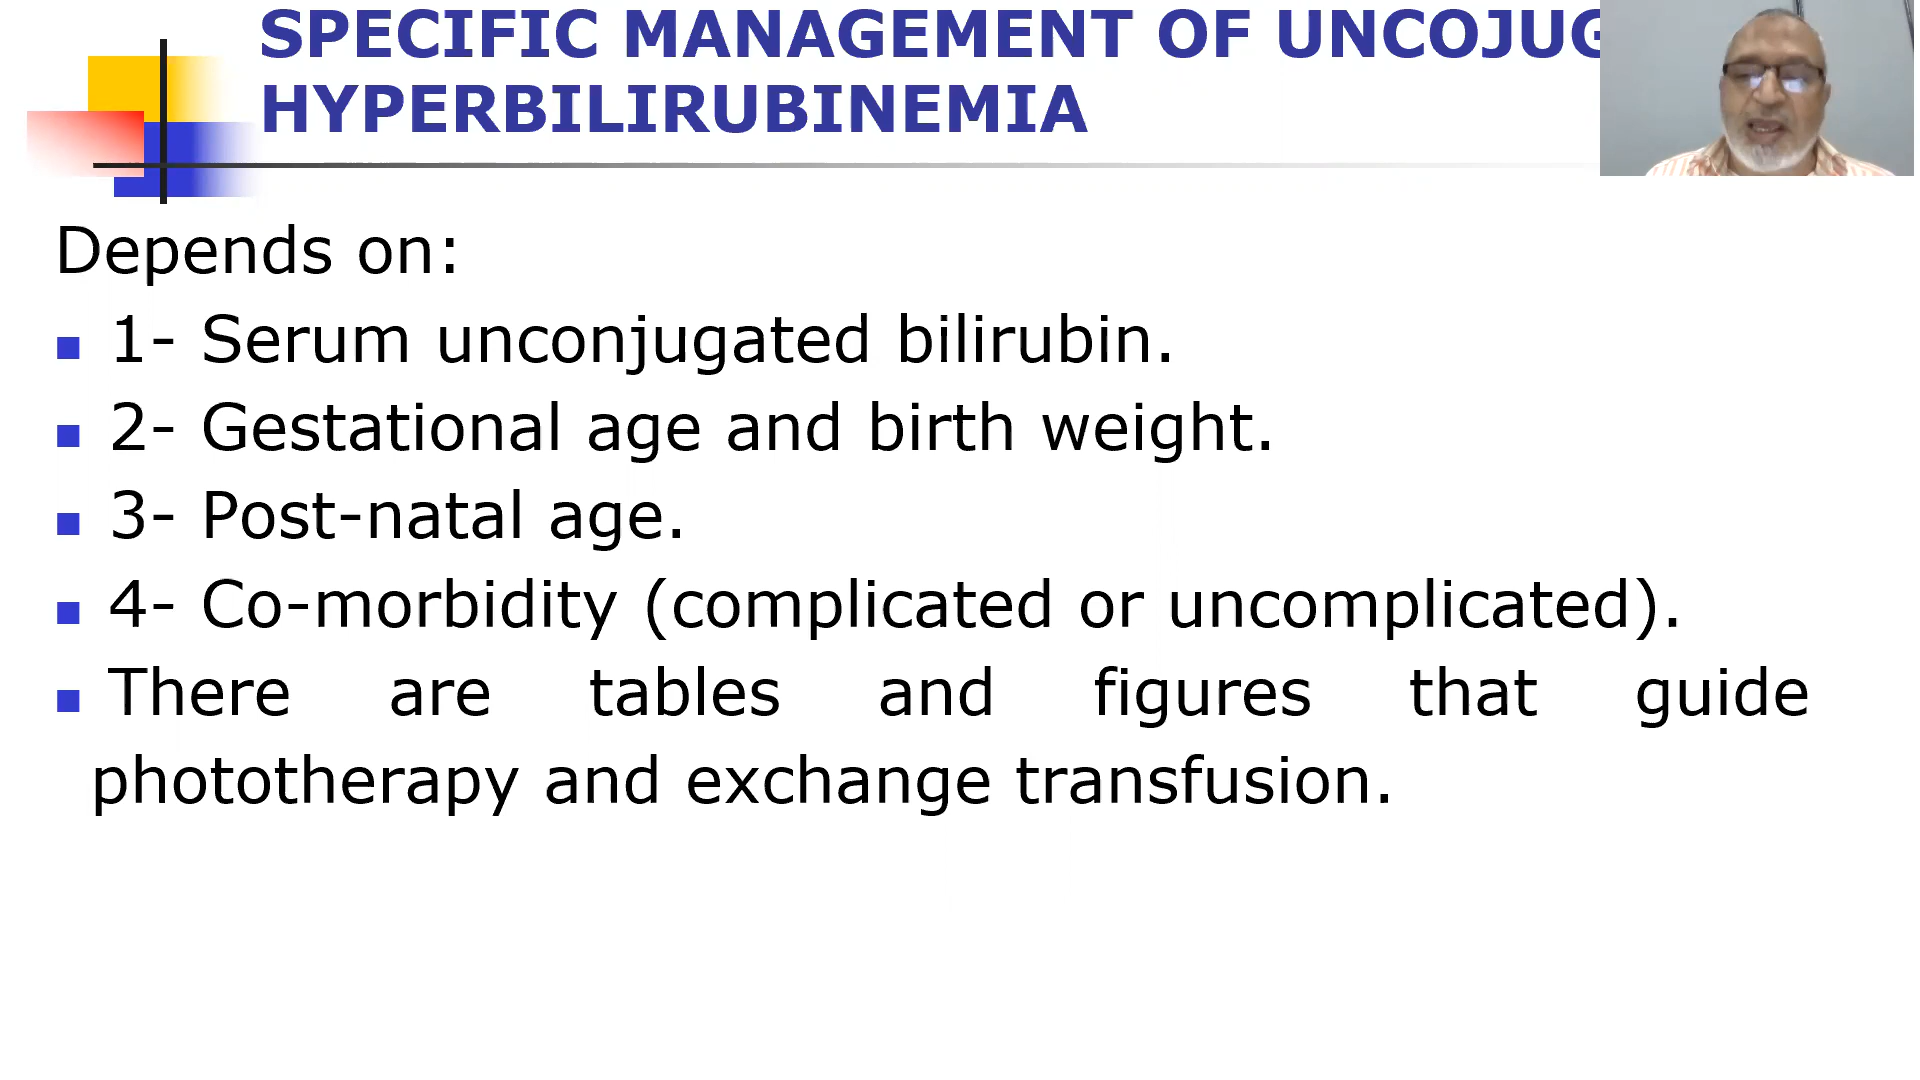 SPECIFIC MANAGEMENT OF
HYPERBILIRUBINEMIA
Depends on:
1- Serum unconjugated bilirubin.
2- Gestational age and birth weight.
3- Post-natal age.
4- Co-morbidity (complicated or uncomplicated).
There are tables and figures that guide
phototherapy and exchange transfusion.